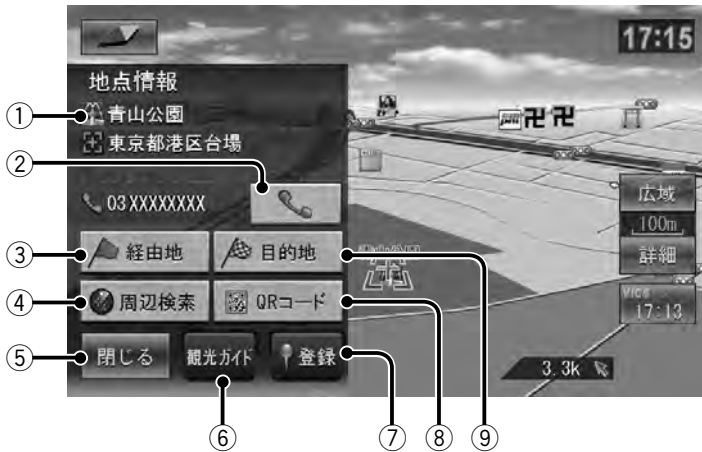 17:15
地点情報
① 青山公園
東京都港区台場
②
03XXXXXXXX
③ 経由地 目的地 ⑨
④ 周辺検索 QRコード ⑧
⑤ 閉じる 観光ガイド 登録
⑥ ⑦
広域
100m
詳細
VICS
17:13
3.3k
卍 卍